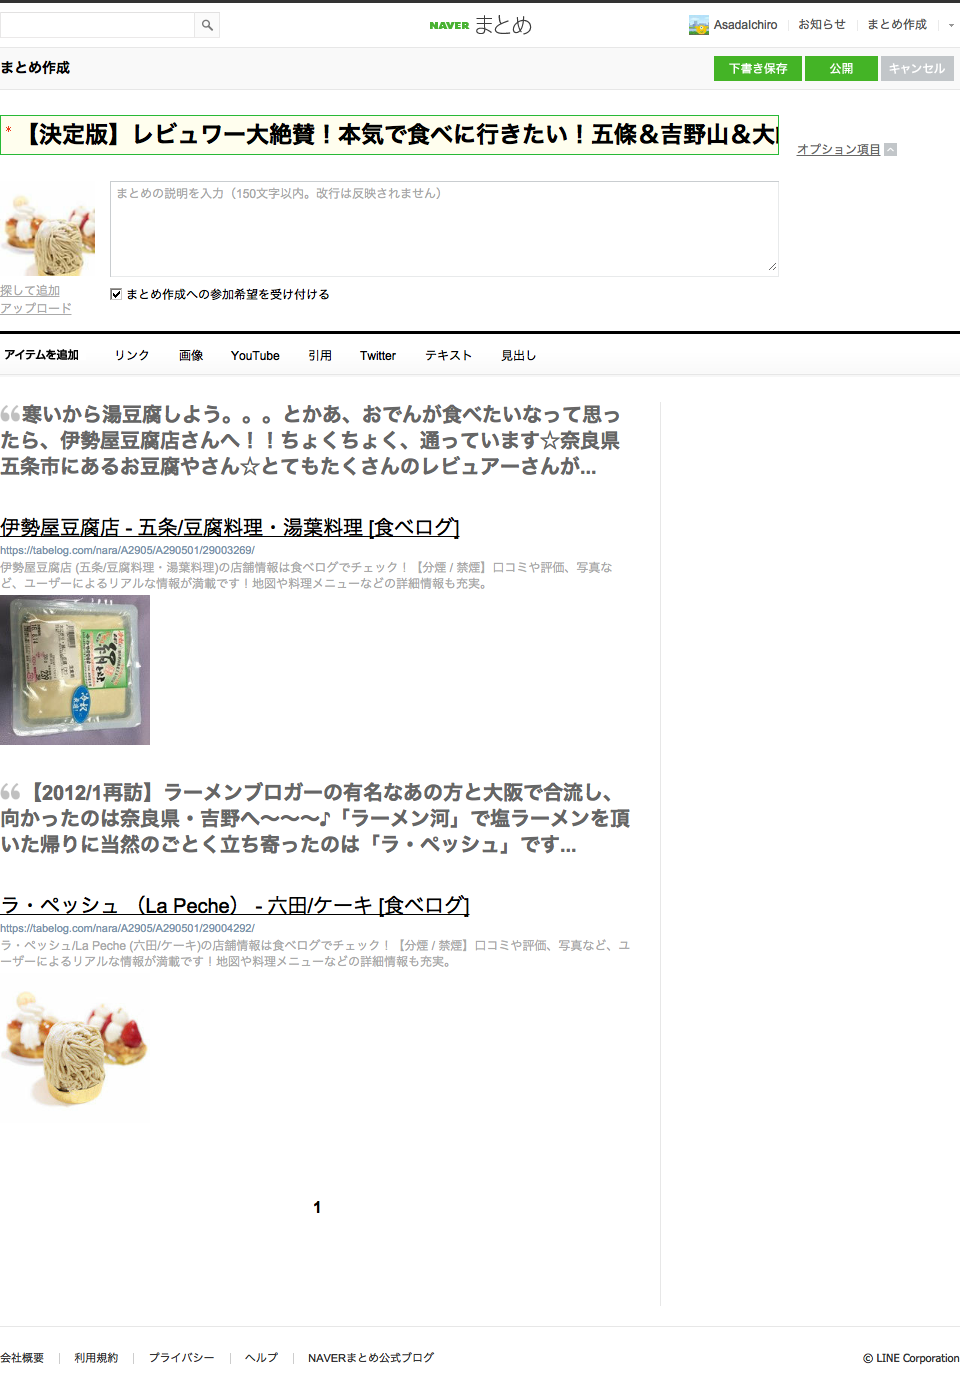 NAVER まとめ
AsadaIchiro お知らせ まとめ作成
まとめ作成
下書き保存 公開 キャンセル
* 【決定版】レビュワー大絶賛！本気で食べに行きたい！五條＆吉野山＆大
オプション項目
まとめの説明を入力（150文字以内。改行は反映されません）
探して追加
アップロード
まとめ作成への参加希望を受け付ける
アイテムを追加 リンク 画像 YouTube 引用 Twitter テキスト 見出し
寒いから湯豆腐しよう。。。とかあ、おでんが食べたいなって思っ
たら、伊勢屋豆腐店さんへ！！ちょくちょく、通っています☆奈良県
五条市にあるお豆腐やさん☆とてもたくさんのレビュアーさんが...
伊勢屋豆腐店 - 五条/豆腐料理・湯葉料理 [食べログ]
https://tabelog.com/nara/A2905/A290501/29003269/
伊勢屋豆腐店 (五条/豆腐料理・湯葉料理)の店舗情報は食べログでチェック！【分煙 / 禁煙】口コミや評価、写真な
ど、ユーザーによるリアルな情報が満載です！地図や料理メニューなどの詳細情報も充実。
【2012/1再訪】ラーメンブロガーの有名なあの方と大阪で合流し、
向かったのは奈良県・吉野へ〜〜〜♪「ラーメン河」で塩ラーメンを頂
いた帰りに当然のごとく立ち寄ったのは「ラ・ペッシュ」です...
ラ・ペッシュ （La Peche） - 六田/ケーキ [食べログ]
https://tabelog.com/nara/A2905/A290501/29004292/
ラ・ペッシュ/La Peche (六田/ケーキ)の店舗情報は食べログでチェック！【分煙 / 禁煙】口コミや評価、写真など、ユ
ーザーによるリアルな情報が満載です！地図や料理メニューなどの詳細情報も充実。
1
会社概要 利用規約 プライバシー ヘルプ NAVERまとめ公式ブログ
© LINE Corporation